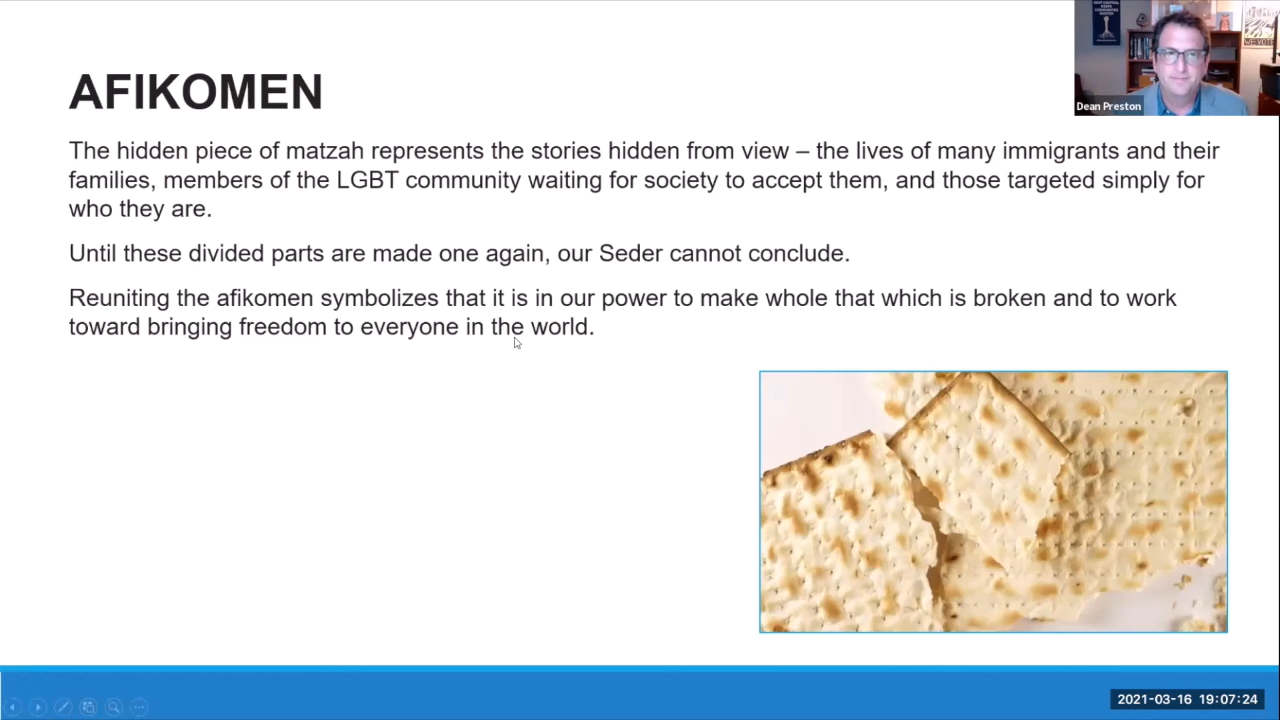 AFIKOMEN
The hidden piece of matzah represents the stories hidden from view – the lives of many immigrants and their
families, members of the LGBT community waiting for society to accept them, and those targeted simply for
who they are.
Until these divided parts are made one again, our Seder cannot conclude.
Reuniting the afikomen symbolizes that it is in our power to make whole that which is broken and to work
toward bringing freedom to everyone in the world.
Dean Preston
2021-03-16 19:07:24